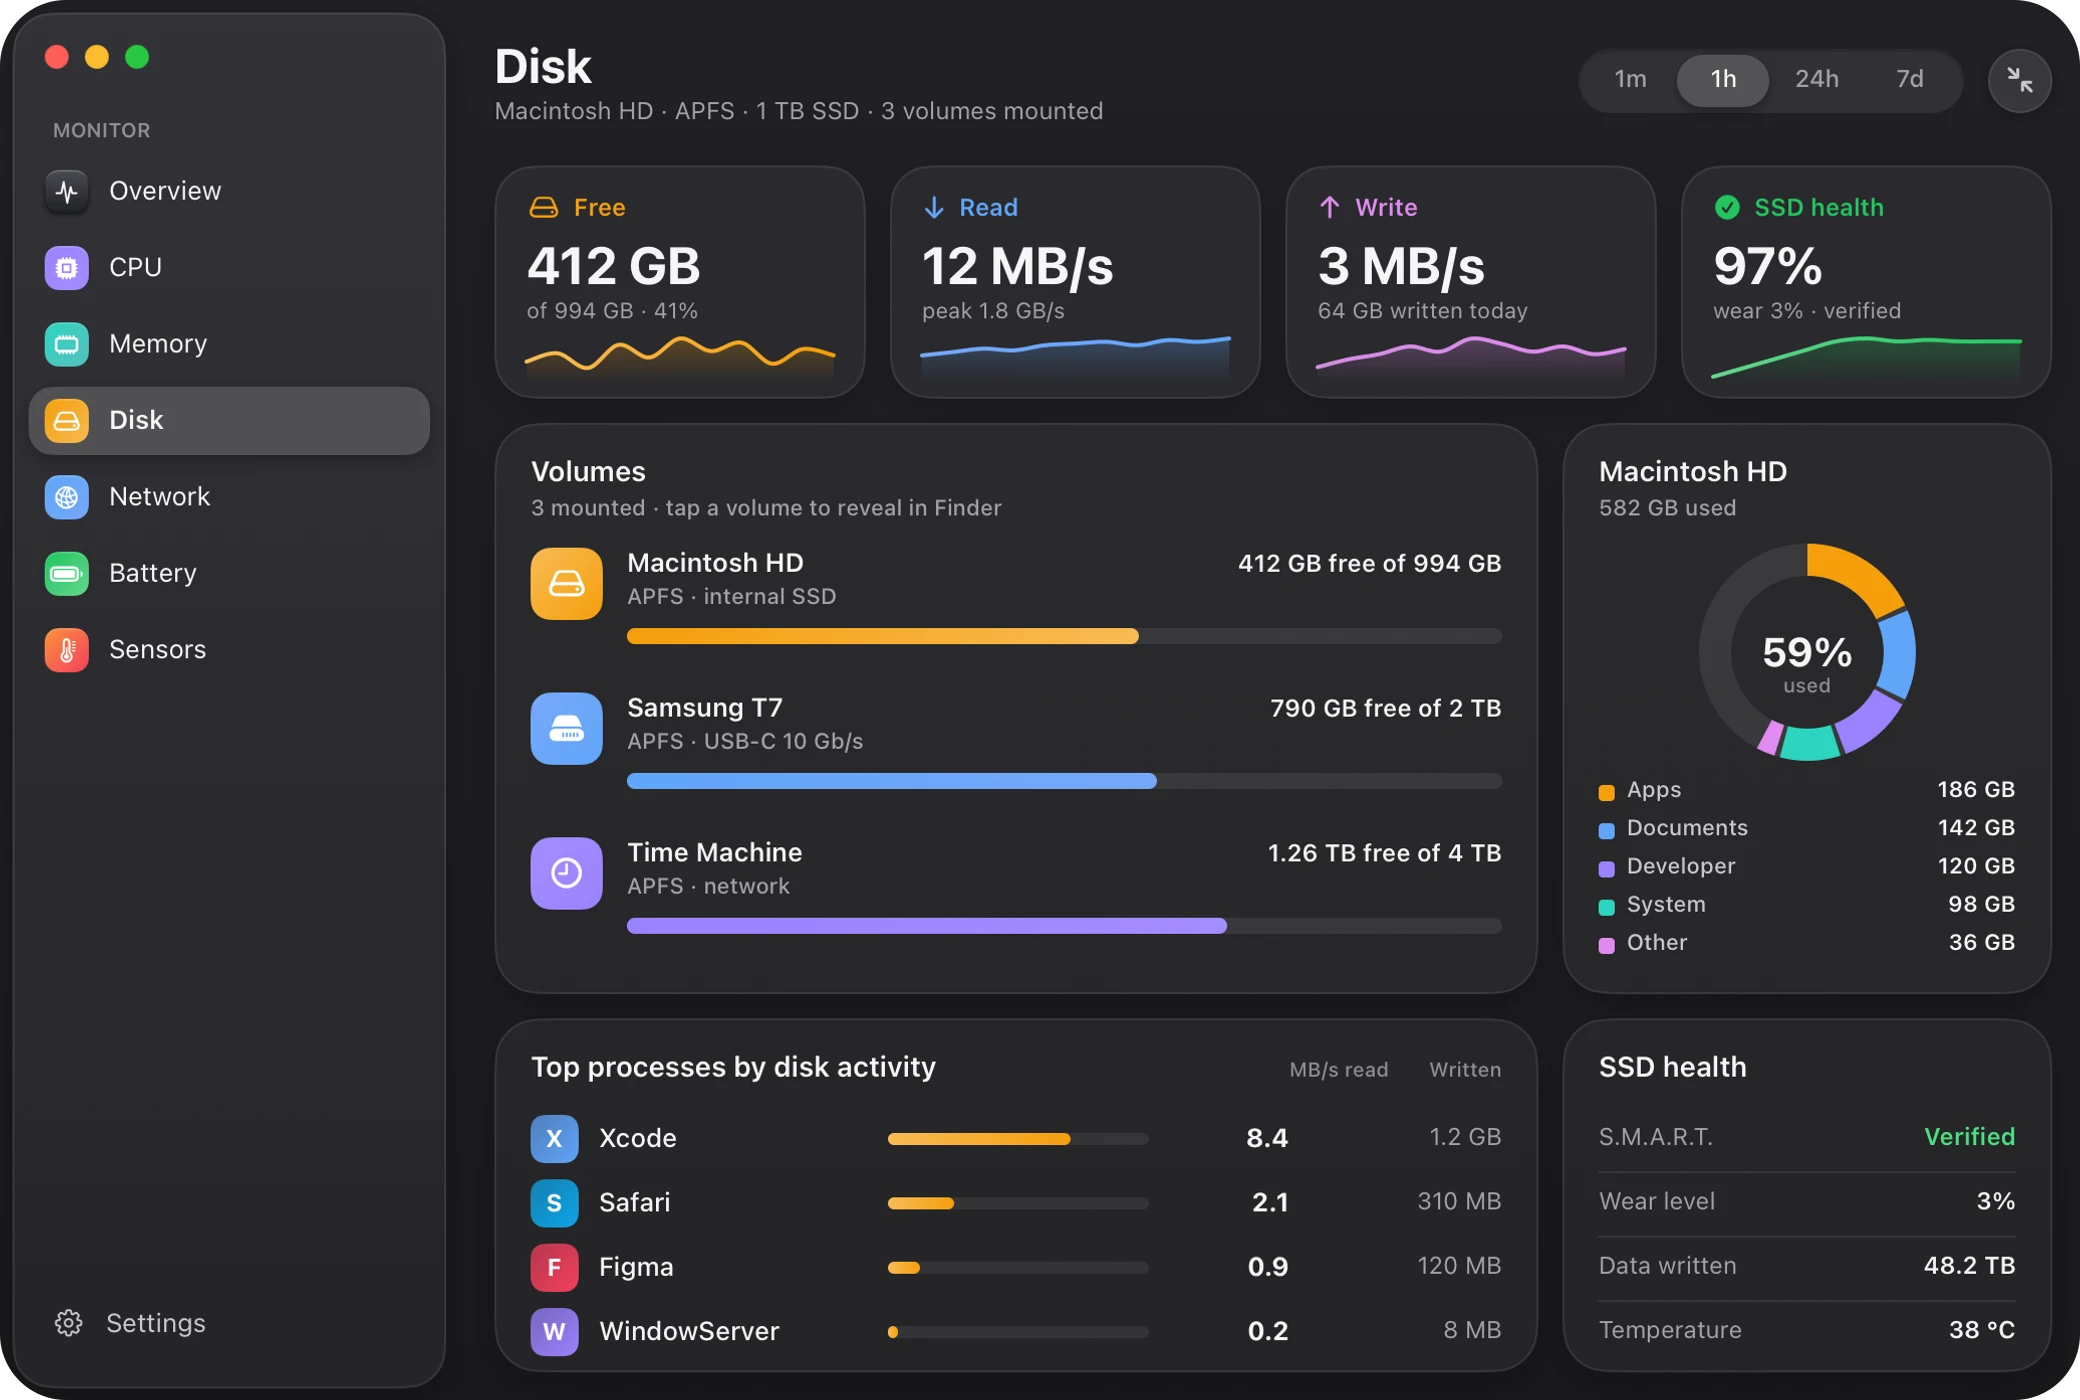 MONITOR
Overview
CPU
Memory
Disk
Network
Battery
Sensors
Settings
Disk
Macintosh HD · APFS · 1 TB SSD · 3 volumes mounted
1m 1h 24h 7d
Free
412 GB
of 994 GB · 41%
Read
12 MB/s
peak 1.8 GB/s
Write
3 MB/s
64 GB written today
SSD health
97%
wear 3% · verified
Volumes
3 mounted · tap a volume to reveal in Finder
Macintosh HD 412 GB free of 994 GB
APFS · internal SSD
Samsung T7 790 GB free of 2 TB
APFS · USB-C 10 Gb/s
Time Machine 1.26 TB free of 4 TB
APFS · network
Macintosh HD
582 GB used
59%
used
Apps 186 GB
Documents 142 GB
Developer 120 GB
System 98 GB
Other 36 GB
Top processes by disk activity MB/s read Written
X Xcode 8.4 1.2 GB
S Safari 2.1 310 MB
F Figma 0.9 120 MB
W WindowServer 0.2 8 MB
SSD health
S.M.A.R.T. Verified
Wear level 3%
Data written 48.2 TB
Temperature 38 °C